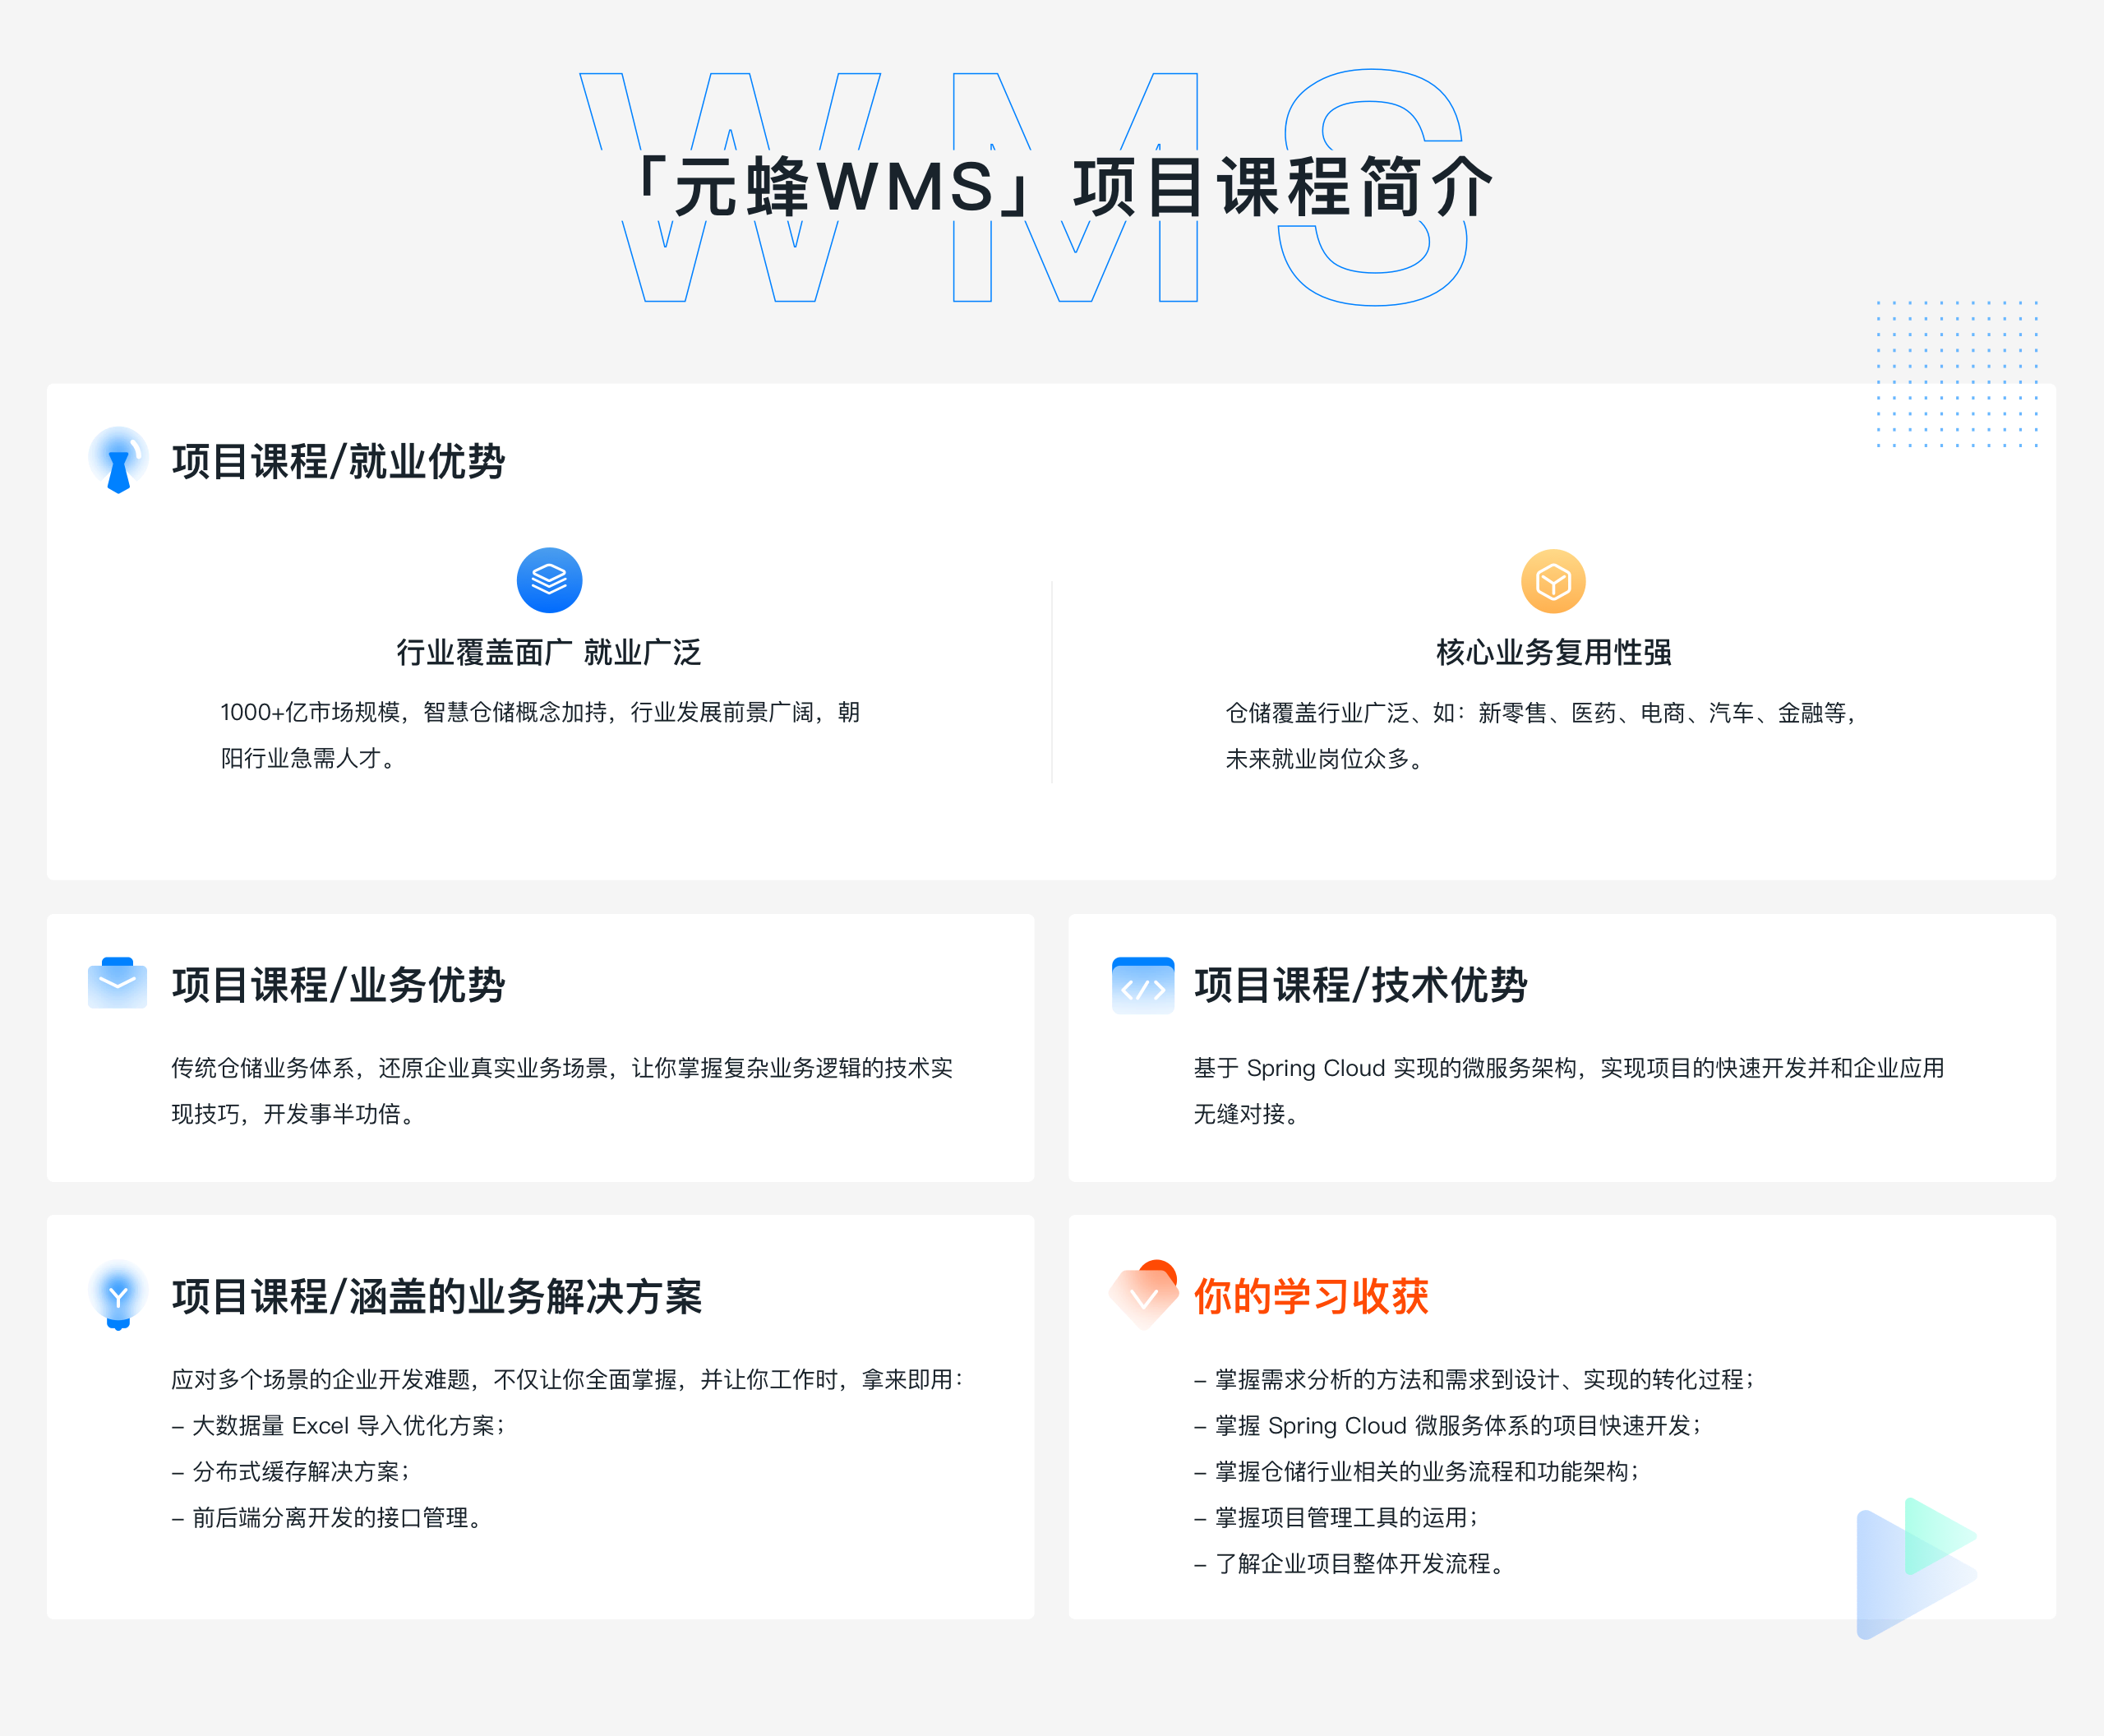 WMS
「元蜂WMS」项目课程简介
项目课程/就业优势
行业覆盖面广 就业广泛
1000+亿市场规模，智慧仓储概念加持，行业发展前景广阔，朝
阳行业急需人才。
核心业务复用性强
仓储覆盖行业广泛、如：新零售、医药、电商、汽车、金融等，
未来就业岗位众多。
项目课程/业务优势
传统仓储业务体系，还原企业真实业务场景，让你掌握复杂业务逻辑的技术实
现技巧，开发事半功倍。
项目课程/技术优势
基于 Spring Cloud 实现的微服务架构，实现项目的快速开发并和企业应用
无缝对接。
项目课程/涵盖的业务解决方案
应对多个场景的企业开发难题，不仅让你全面掌握，并让你工作时，拿来即用：
– 大数据量 Excel 导入优化方案；
– 分布式缓存解决方案；
– 前后端分离开发的接口管理。
你的学习收获
– 掌握需求分析的方法和需求到设计、实现的转化过程；
– 掌握 Spring Cloud 微服务体系的项目快速开发；
– 掌握仓储行业相关的业务流程和功能架构；
– 掌握项目管理工具的运用；
– 了解企业项目整体开发流程。